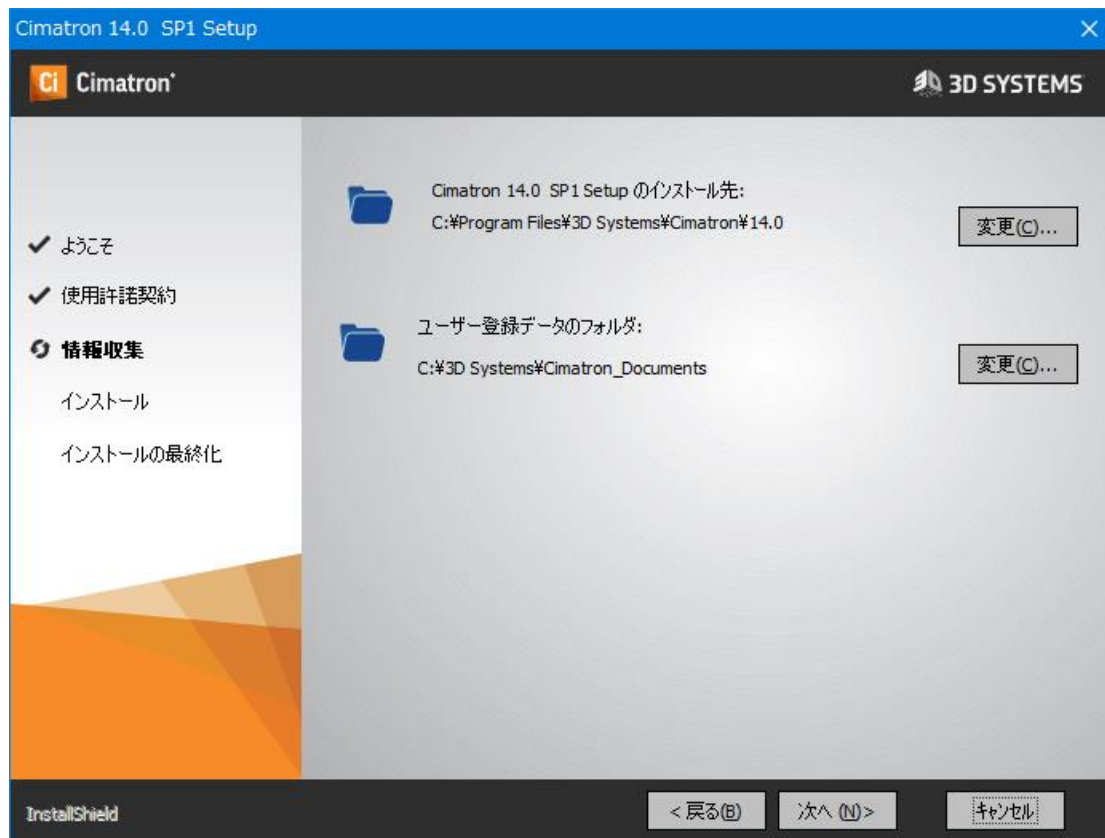 Cimatron 14.0 SP1 Setup
Ci Cimatron
3D SYSTEMS
ようこそ
使用許諾契約
情報収集
インストール
インストールの最終化
Cimatron 14.0 SP1 Setup のインストール先:
C:¥Program Files¥3D Systems¥Cimatron¥14.0
変更(C)...
ユーザー登録データのフォルダ:
C:¥3D Systems¥Cimatron_Documents
変更(C)...
InstallShield
< 戻る(B)
次へ (N)>
キャンセル